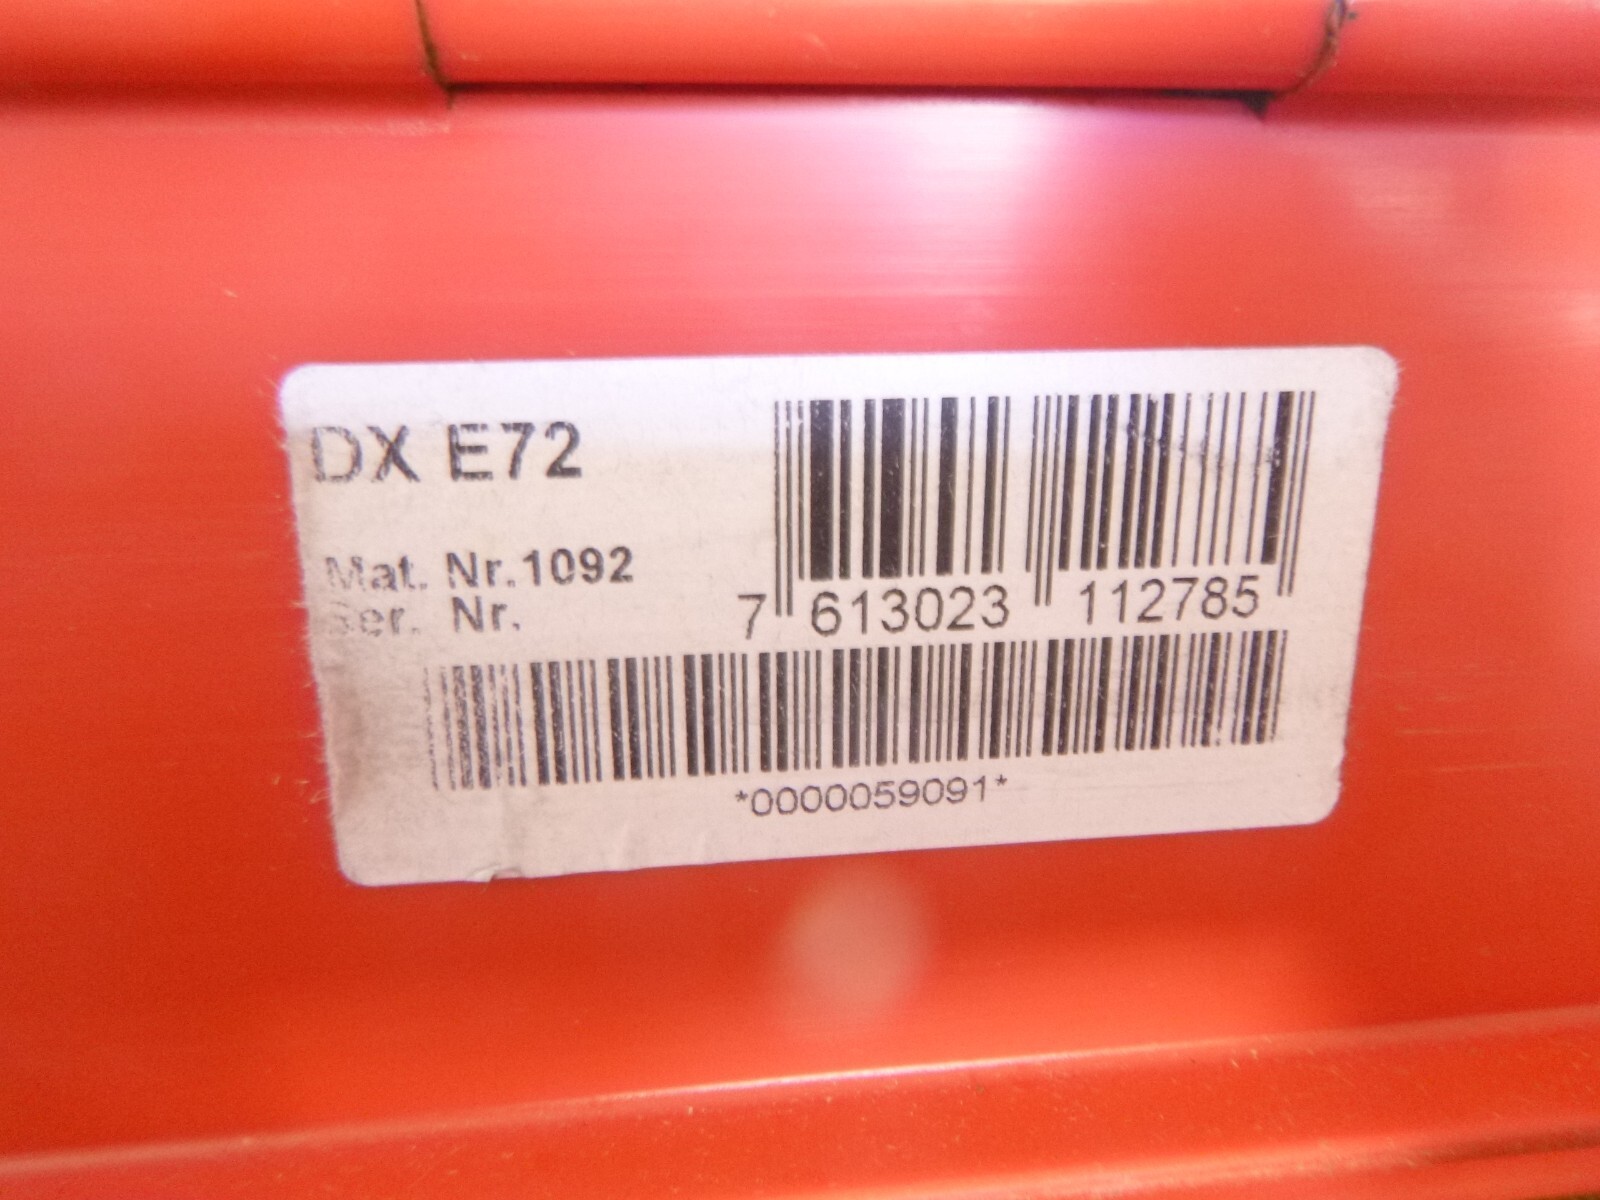 DX E72
Mat. Nr.1092
Ser. Nr.
7 613023 112785
*0000059091*